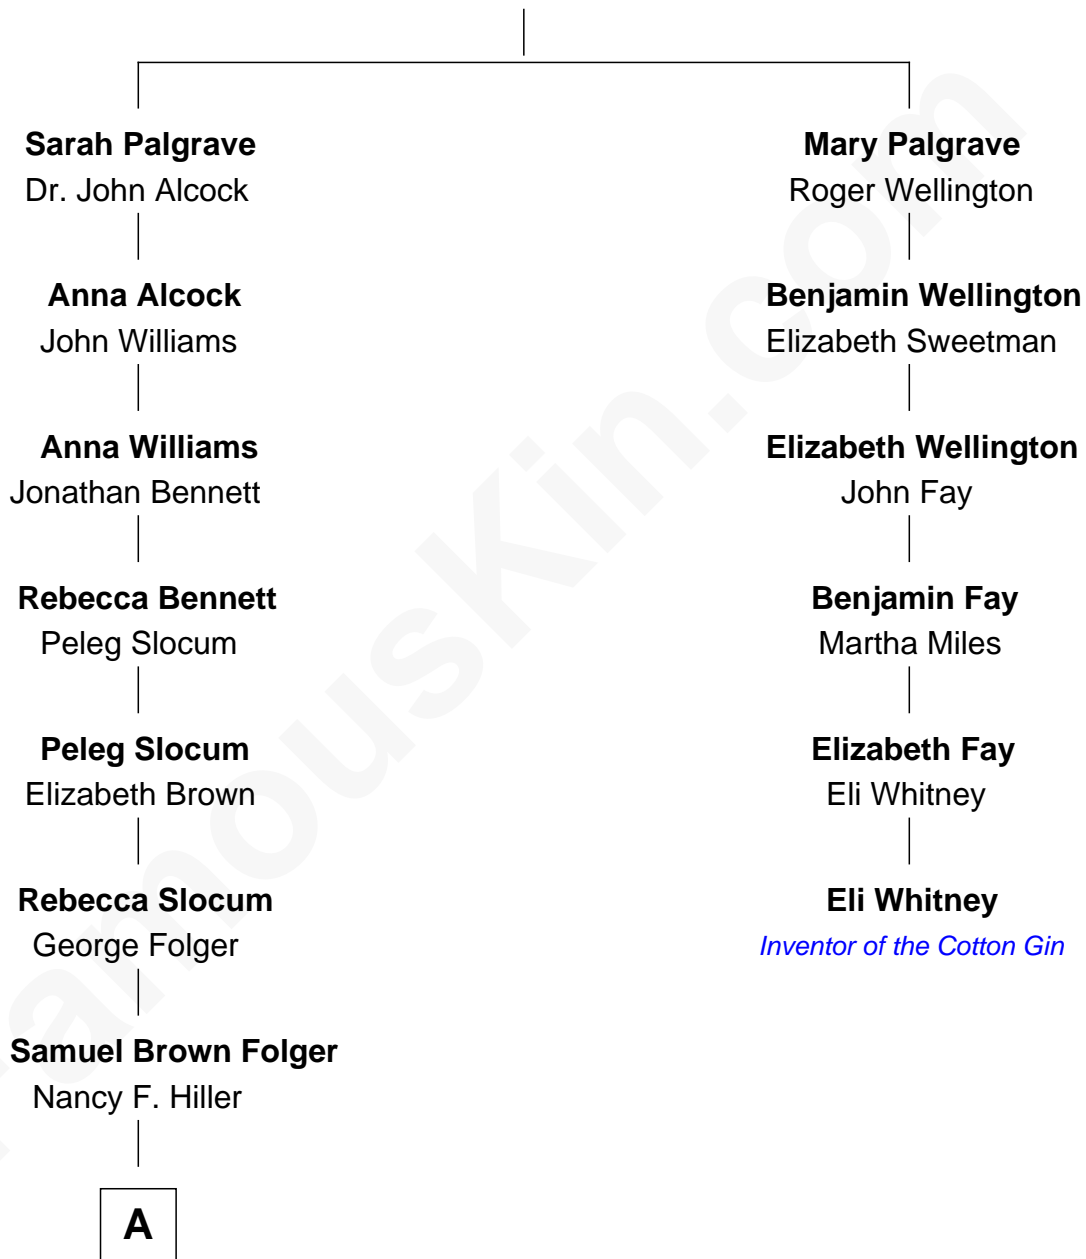 Sarah Palgrave
Dr. John Alcock
Mary Palgrave
Roger Wellington
Anna Alcock
John Williams
Benjamin Wellington
Elizabeth Sweetman
Anna Williams
Jonathan Bennett
Elizabeth Wellington
John Fay
Rebecca Bennett
Peleg Slocum
Benjamin Fay
Martha Miles
Peleg Slocum
Elizabeth Brown
Elizabeth Fay
Eli Whitney
Rebecca Slocum
George Folger
Eli Whitney
Inventor of the Cotton Gin
Samuel Brown Folger
Nancy F. Hiller
A
FamousKin.com